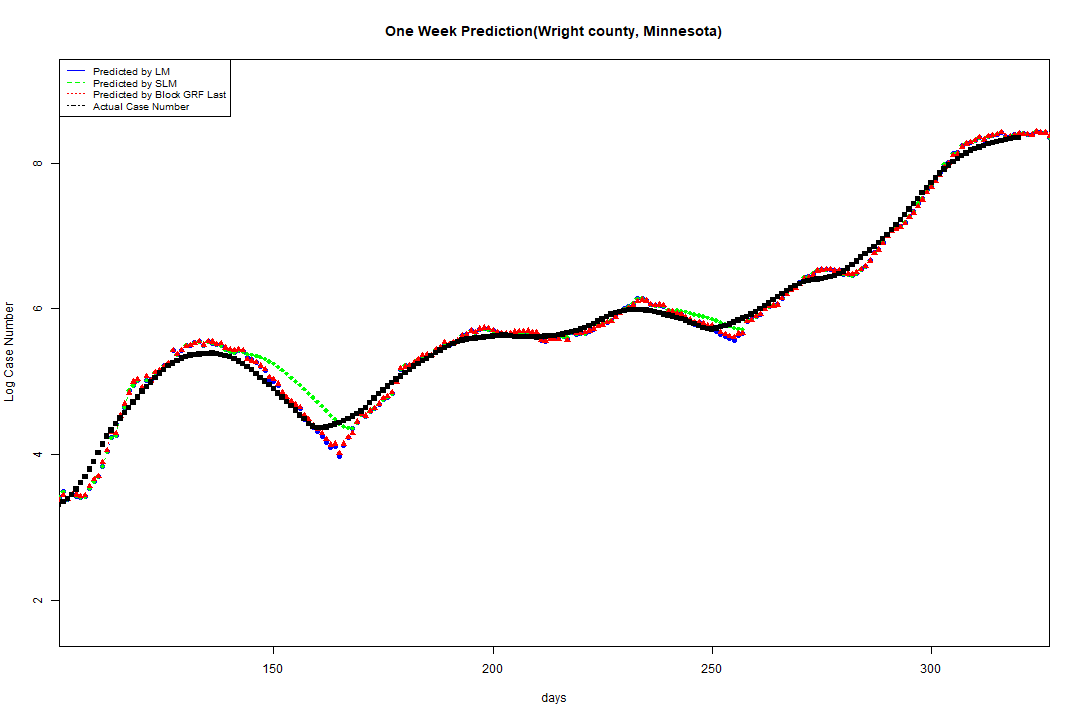 One Week Prediction(Wright county, Minnesota)
Predicted by LM
Predicted by SLM
Predicted by Block GRF Last
Actual Case Number
Log Case Number
8
6
4
2
150 200 250 300
days